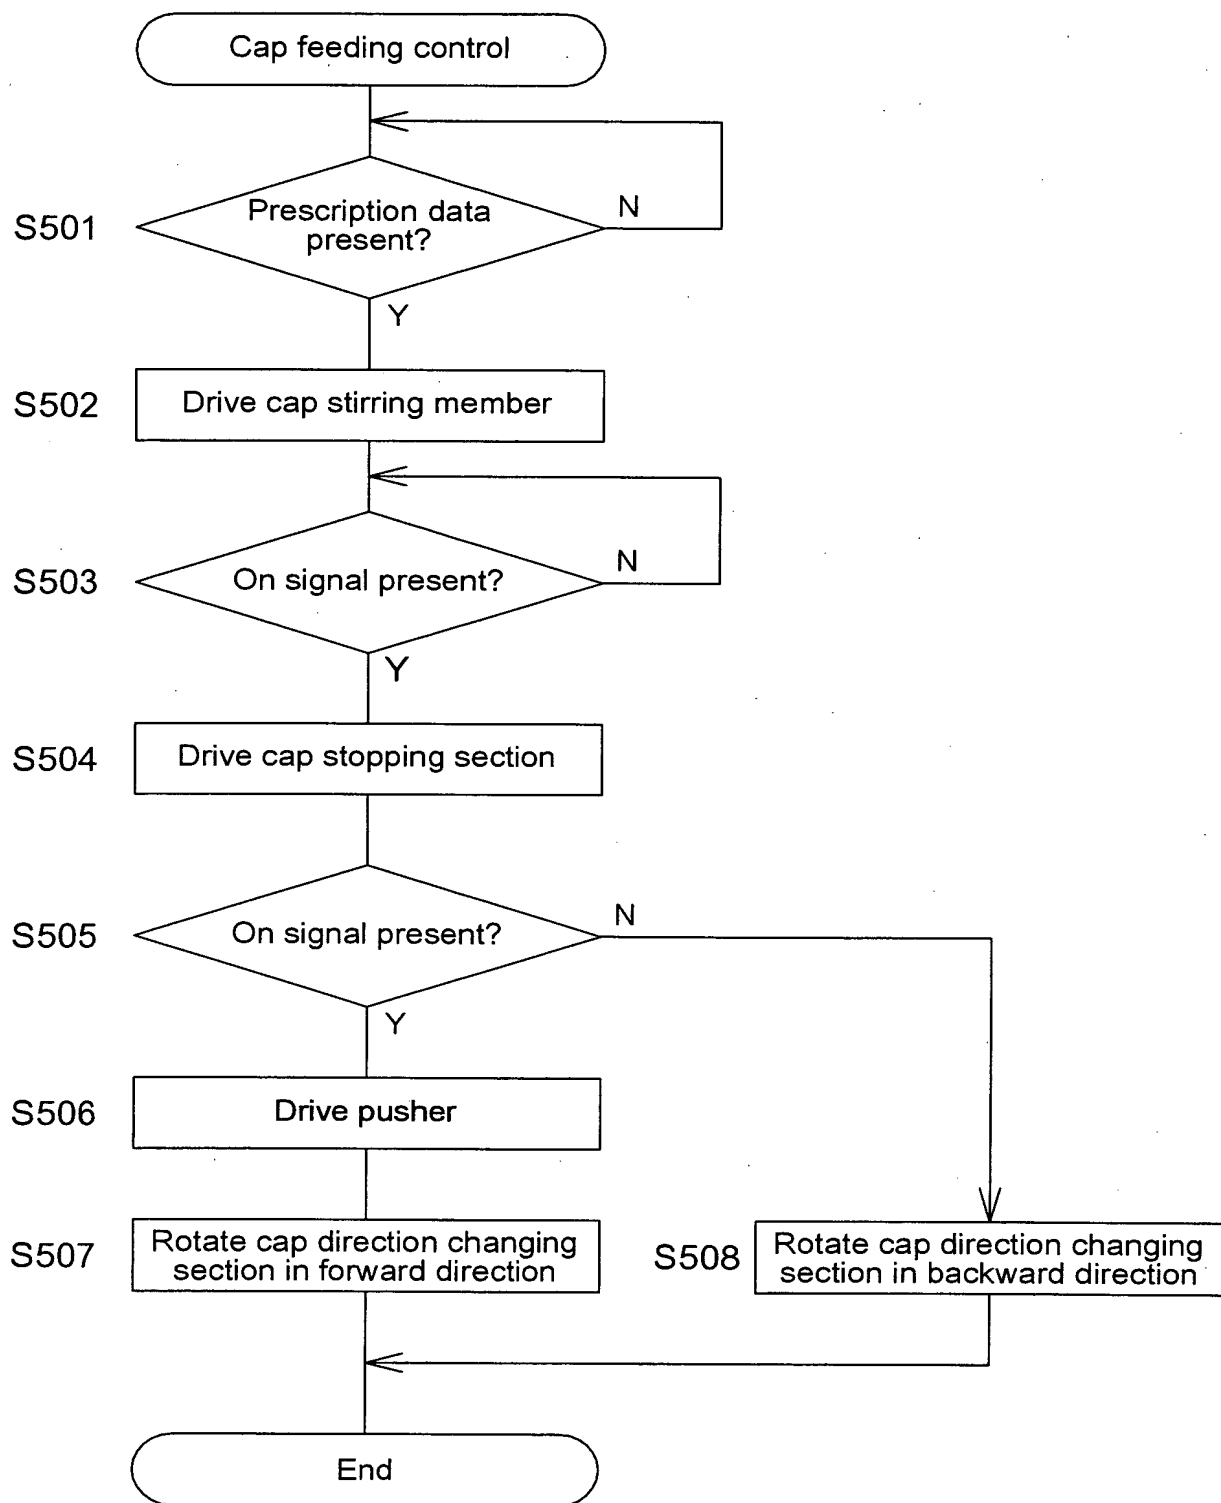 Cap feeding control
S501
Prescription data
present?
N
Y
S502
Drive cap stirring member
S503
On signal present?
N
Y
S504
Drive cap stopping section
S505
On signal present?
N
Y
S506
Drive pusher
S507
Rotate cap direction changing
section in forward direction
S508
Rotate cap direction changing
section in backward direction
End